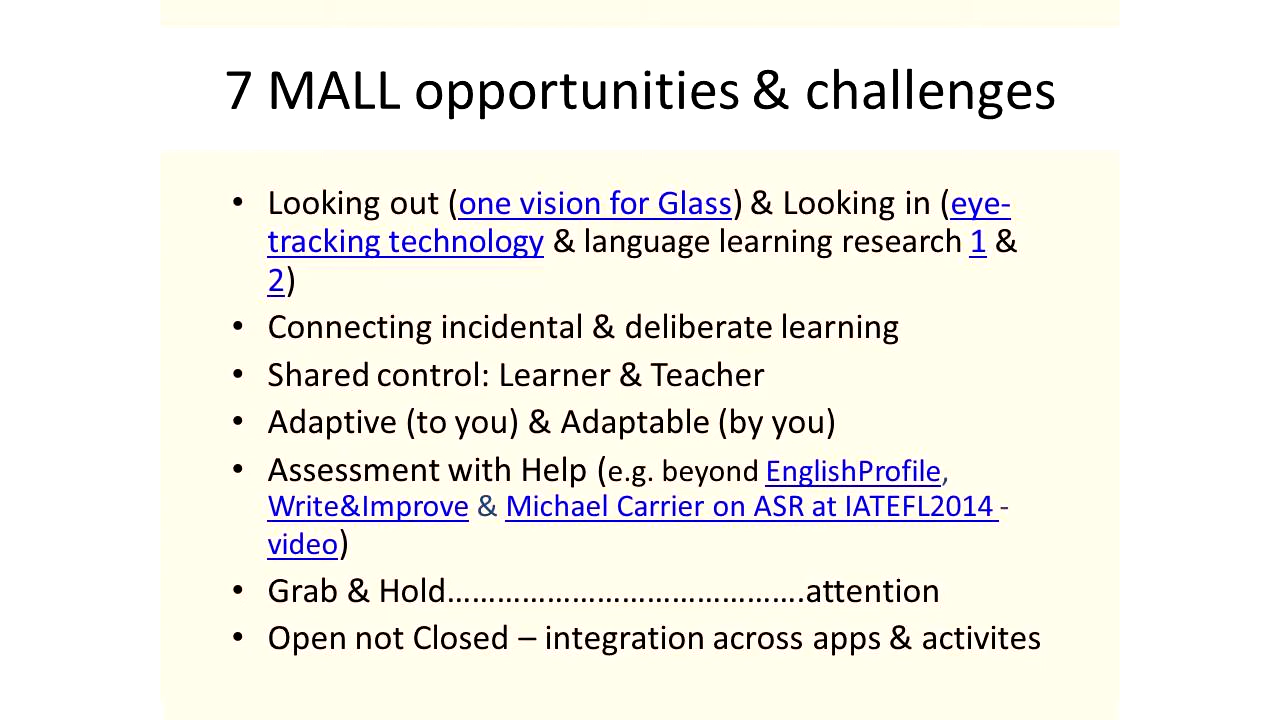 7 MALL opportunities & challenges
• Looking out (one vision for Glass) & Looking in (eye-
tracking technology & language learning research 1 &
2)
• Connecting incidental & deliberate learning
• Shared control: Learner & Teacher
• Adaptive (to you) & Adaptable (by you)
• Assessment with Help (e.g. beyond EnglishProfile,
Write&Improve & Michael Carrier on ASR at IATEFL2014 -
video)
• Grab & Hold…………………………………….attention
• Open not Closed – integration across apps & activites